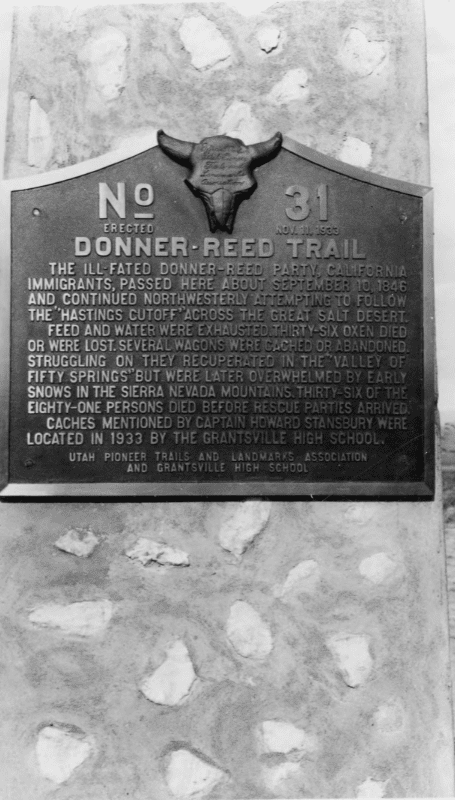 No 31
ERECTED NOV. 11, 1933
DONNER-REED TRAIL
THE ILL-FATED DONNER-REED PARTY, CALIFORNIA
IMMIGRANTS, PASSED HERE ABOUT SEPTEMBER 10, 1846
AND CONTINUED NORTHWESTERLY ATTEMPTING TO FOLLOW
THE "HASTINGS CUTOFF" ACROSS THE GREAT SALT DESERT.
FEED AND WATER WERE EXHAUSTED. THIRTY-SIX OXEN DIED
OR WERE LOST. SEVERAL WAGONS WERE CACHED OR ABANDONED.
STRUGGLING ON THEY RECUPERATED IN THE "VALLEY OF
FIFTY SPRINGS" BUT WERE LATER OVERWHELMED BY EARLY
SNOWS IN THE SIERRA NEVADA MOUNTAINS. THIRTY-SIX OF THE
EIGHTY-ONE PERSONS DIED BEFORE RESCUE PARTIES ARRIVED.
CACHES MENTIONED BY CAPTAIN HOWARD STANSBURY WERE
LOCATED IN 1933 BY THE GRANTSVILLE HIGH SCHOOL.
UTAH PIONEER TRAILS AND LANDMARKS ASSOCIATION
AND GRANTSVILLE HIGH SCHOOL